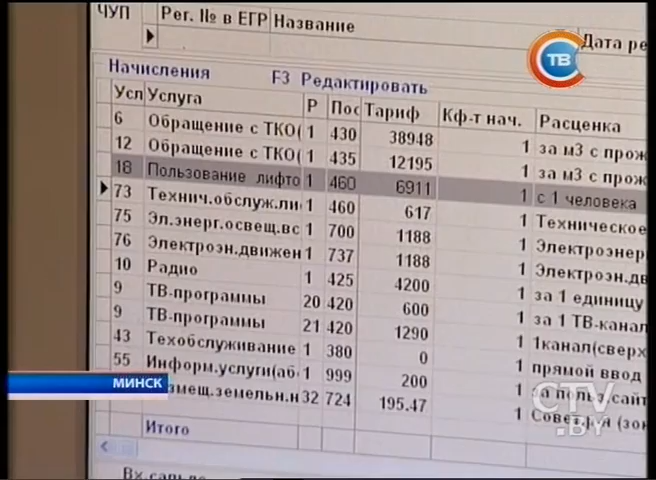 ЧУП
Рег. № в ЕГР Название
Дата ре
СТВ
Начисления F3 Редактировать
Усл Услуга Р Пос Тариф Кф-т нач. Расценка
6 Обращение с ТКО( 1 430 38948 1 за м3 с прож
12 Обращение с ТКО( 1 435 12195 1 за м3 с прож
18 Пользование лифто 1 460 6911 1 с 1 человека
73 Технич.обслуж.ли 1 460 617 1 Техническое
75 Эл.энерг.освещ.вс 1 700 1188 1 Электроэнер
76 Электроэн.движен 1 737 1188 1 Электроэн.дв
10 Радио 1 425 4200 1 за 1 единицу
9 ТВ-программы 20 420 600 1 за 1 ТВ-канал
9 ТВ-программы 21 420 1290 1 1канал(сверх
43 Техобслуживание 1 380 0 1 прямой ввод
55 Информ.услуги(аб 1 999 200 1 за польз.сайт
змещ.земельн.н 32 724 195.47 1 (зо
Итого
МИНСК
CTV
.BY